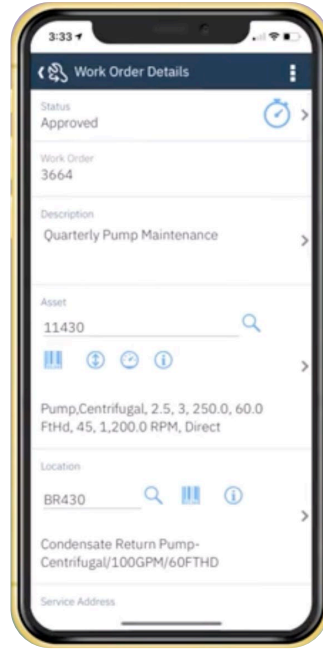 3:33
Work Order Details
Status
Approved
Work Order
3664
Description
Quarterly Pump Maintenance
Asset
11430
Pump,Centrifugal, 2.5, 3, 250.0, 60.0
FtHd, 45, 1,200.0 RPM, Direct
Location
BR430
Condensate Return Pump-
Centrifugal/100GPM/60FTHD
Service Address